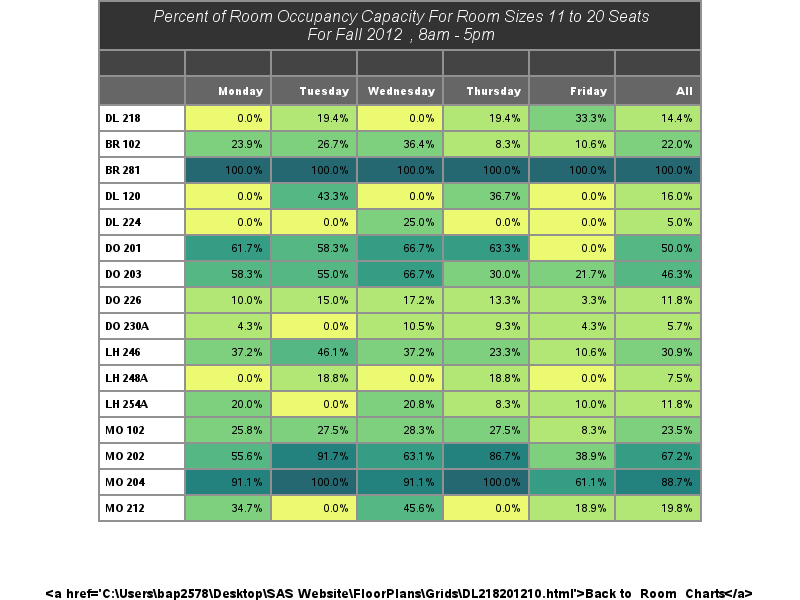 Percent of Room Occupancy Capacity For Room Sizes 11 to 20 Seats
For Fall 2012 , 8am - 5pm
Monday Tuesday Wednesday Thursday Friday All
DL 218 0.0% 19.4% 0.0% 19.4% 33.3% 14.4%
BR 102 23.9% 26.7% 36.4% 8.3% 10.6% 22.0%
BR 281 100.0% 100.0% 100.0% 100.0% 100.0% 100.0%
DL 120 0.0% 43.3% 0.0% 36.7% 0.0% 16.0%
DL 224 0.0% 0.0% 25.0% 0.0% 0.0% 5.0%
DO 201 61.7% 58.3% 66.7% 63.3% 0.0% 50.0%
DO 203 58.3% 55.0% 66.7% 30.0% 21.7% 46.3%
DO 226 10.0% 15.0% 17.2% 13.3% 3.3% 11.8%
DO 230A 4.3% 0.0% 10.5% 9.3% 4.3% 5.7%
LH 246 37.2% 46.1% 37.2% 23.3% 10.6% 30.9%
LH 248A 0.0% 18.8% 0.0% 18.8% 0.0% 7.5%
LH 254A 20.0% 0.0% 20.8% 8.3% 10.0% 11.8%
MO 102 25.8% 27.5% 28.3% 27.5% 8.3% 23.5%
MO 202 55.6% 91.7% 63.1% 86.7% 38.9% 67.2%
MO 204 91.1% 100.0% 91.1% 100.0% 61.1% 88.7%
MO 212 34.7% 0.0% 45.6% 0.0% 18.9% 19.8%
<a href='C:\Users\bap2578\Desktop\SAS Website\FloorPlans\Grids\DL218201210.html'>Back to Room Charts</a>